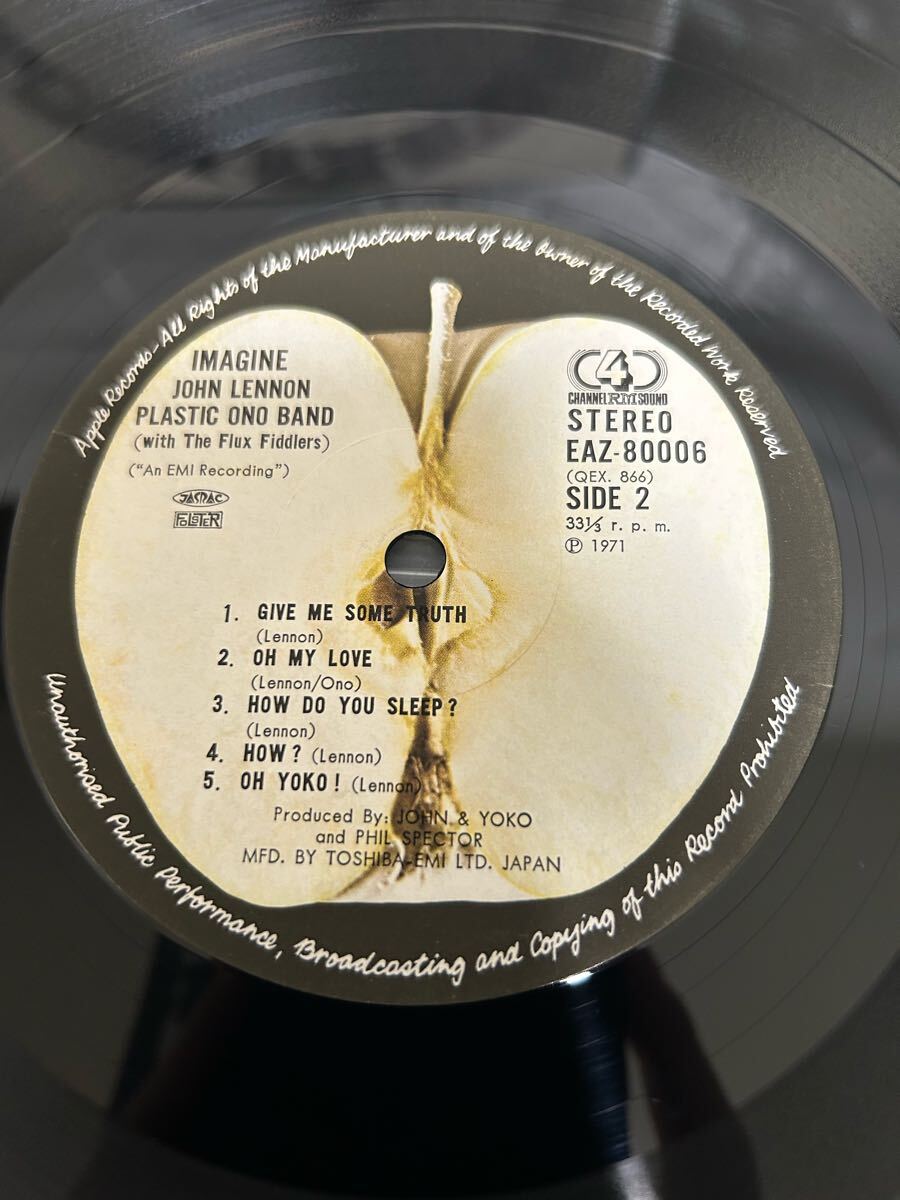 Apple Records-All Rights of the Manufacturer and of the Owner of the Recorded Work Reserved
IMAGINE
JOHN LENNON
PLASTIC ONO BAND
(with The Flux Fiddlers)
("An EMI Recording")
JASRAC
FOLSTER
4
CHANNEL RM SOUND
STEREO
EAZ-80006
(QEX. 866)
SIDE 2
33⅓ r. p. m.
℗ 1971
1. GIVE ME SOME TRUTH
(Lennon)
2. OH MY LOVE
(Lennon/Ono)
3. HOW DO YOU SLEEP?
(Lennon)
4. HOW? (Lennon)
5. OH YOKO! (Lennon)
Produced By: JOHN & YOKO
and PHIL SPECTOR
MFD. BY TOSHIBA-EMI LTD. JAPAN
Unauthorised Public Performance, Broadcasting and Copying of this Record Prohibited